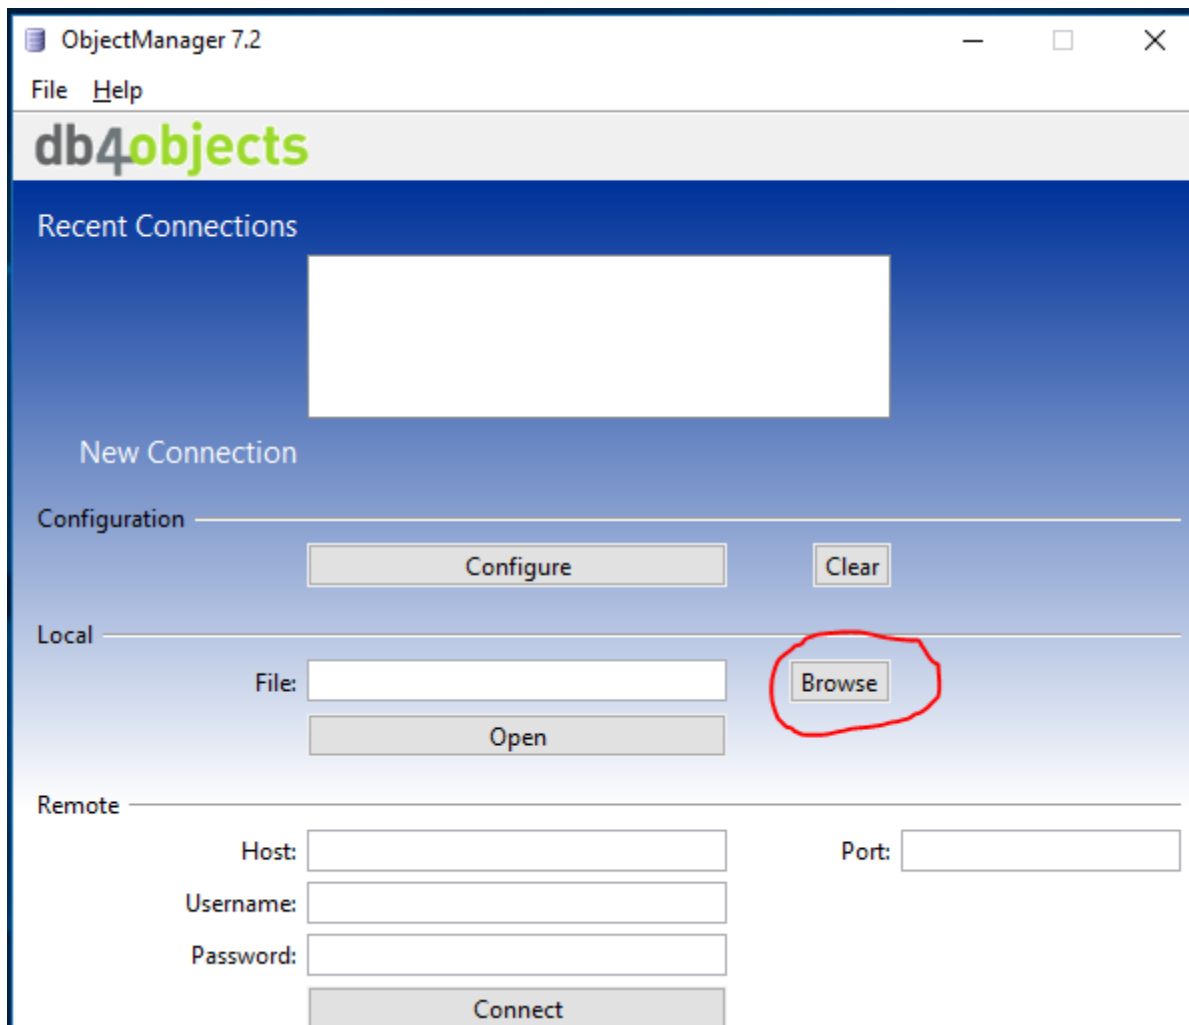 ObjectManager 7.2
File Help
db4objects
Recent Connections
New Connection
Configuration
Configure Clear
Local
File: Browse
Open
Remote
Host: Port:
Username:
Password:
Connect